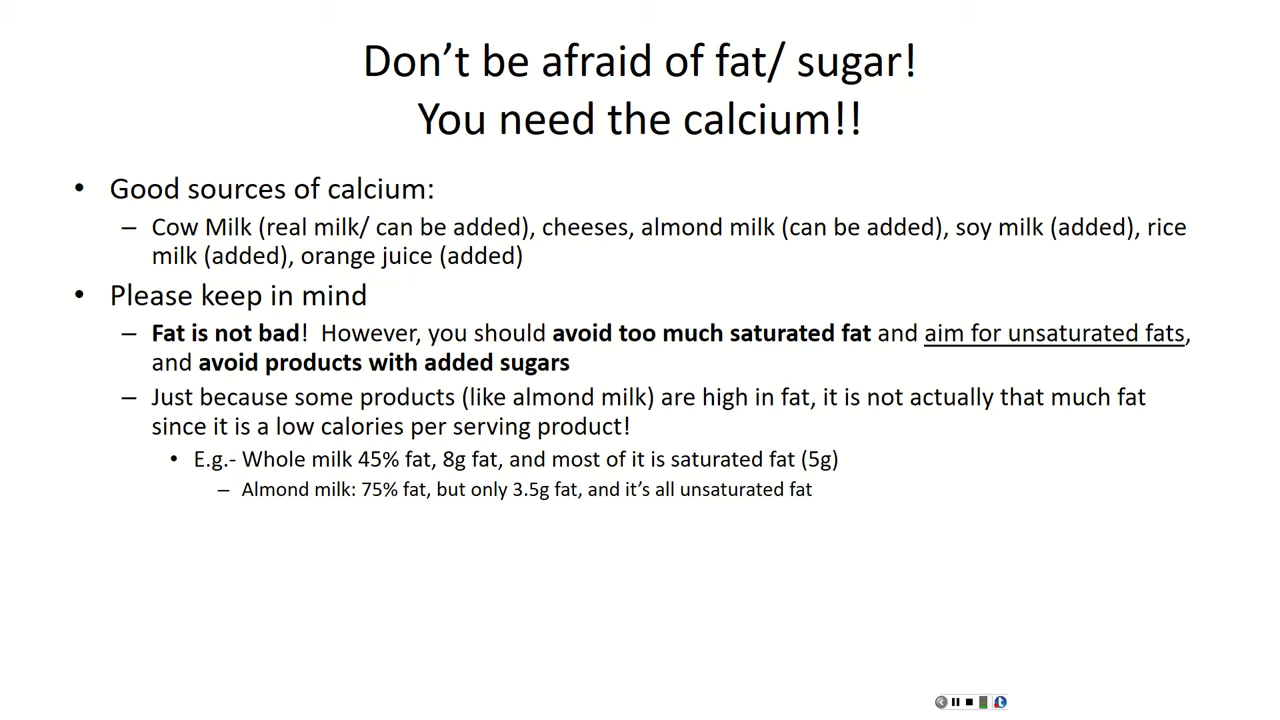 Don’t be afraid of fat/ sugar!
You need the calcium!!
• Good sources of calcium:
– Cow Milk (real milk/ can be added), cheeses, almond milk (can be added), soy milk (added), rice
milk (added), orange juice (added)
• Please keep in mind
– Fat is not bad!  However, you should avoid too much saturated fat and aim for unsaturated fats,
and avoid products with added sugars
– Just because some products (like almond milk) are high in fat, it is not actually that much fat
since it is a low calories per serving product!
• E.g.- Whole milk 45% fat, 8g fat, and most of it is saturated fat (5g)
– Almond milk: 75% fat, but only 3.5g fat, and it’s all unsaturated fat